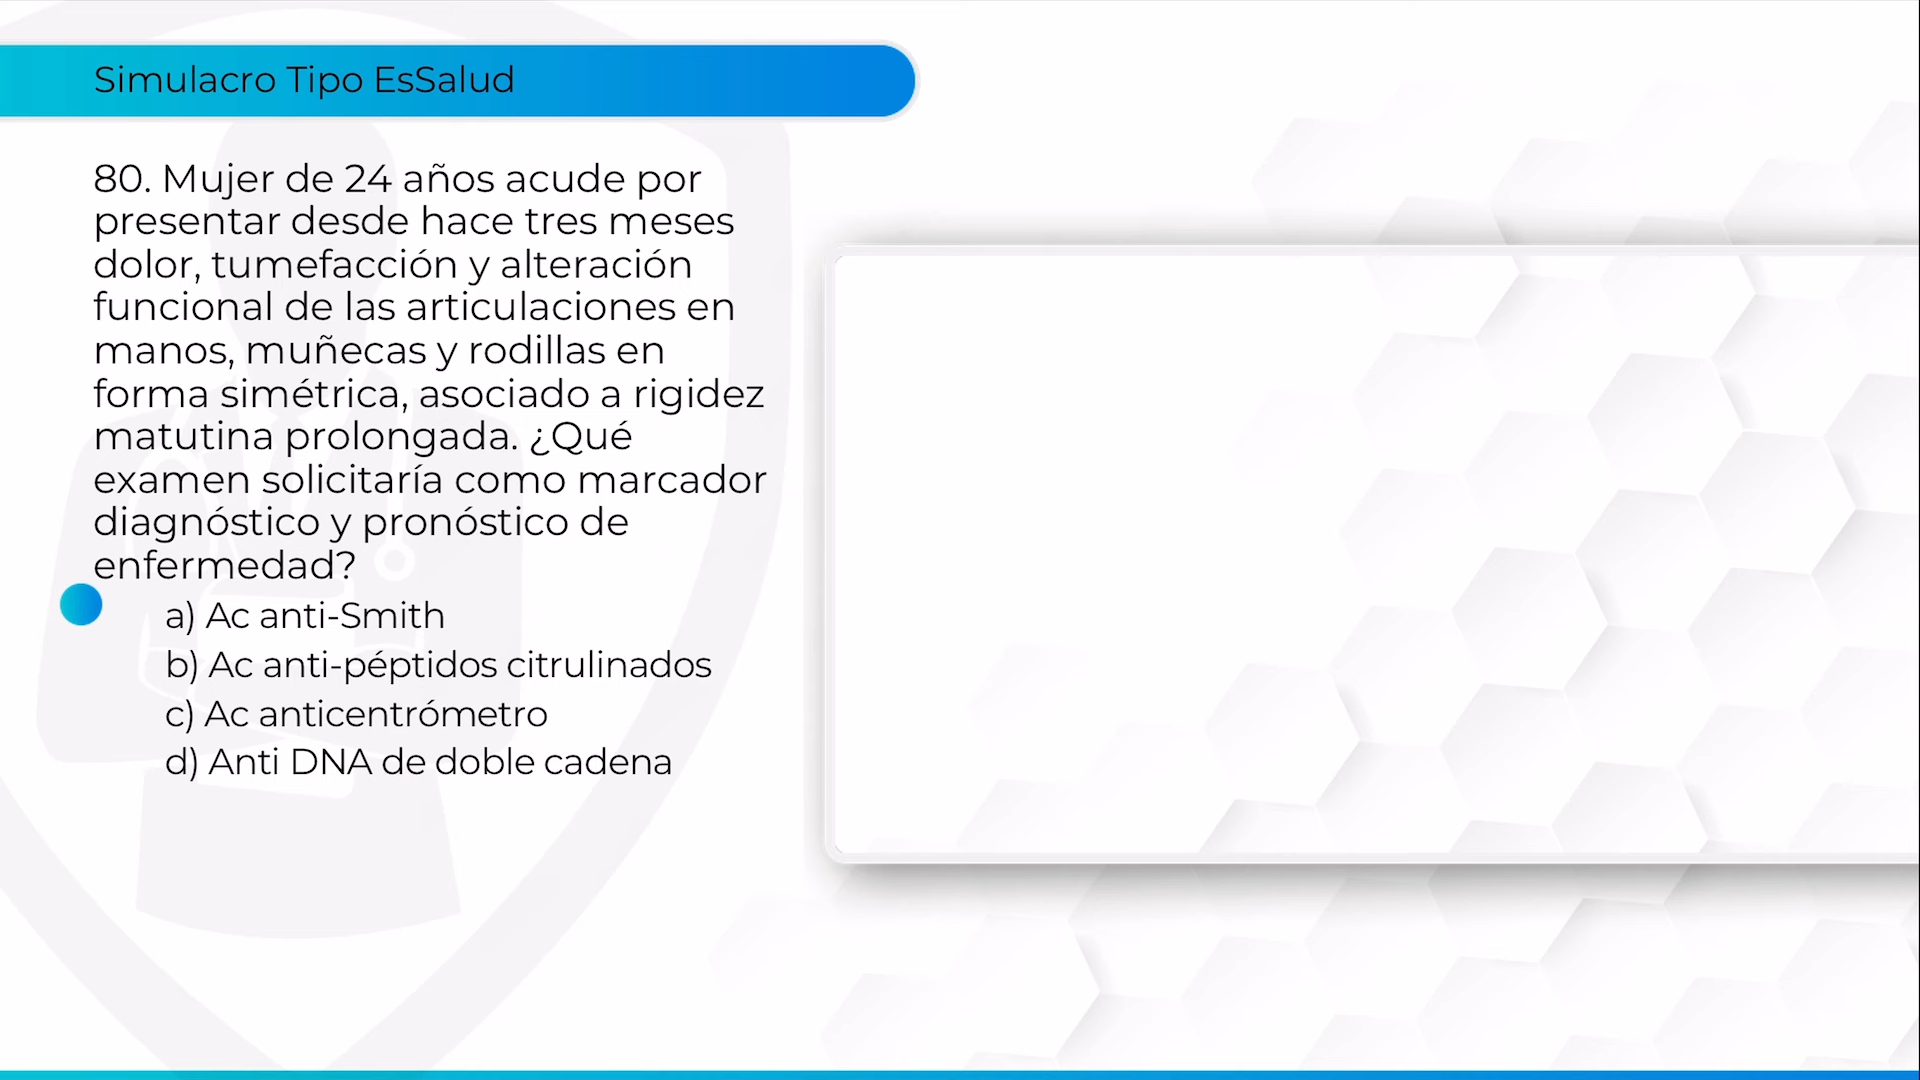 Simulacro Tipo EsSalud
80. Mujer de 24 años acude por
presentar desde hace tres meses
dolor, tumefacción y alteración
funcional de las articulaciones en
manos, muñecas y rodillas en
forma simétrica, asociado a rigidez
matutina prolongada. ¿Qué
examen solicitaría como marcador
diagnóstico y pronóstico de
enfermedad?
a) Ac anti-Smith
b) Ac anti-péptidos citrulinados
c) Ac anticentrómetro
d) Anti DNA de doble cadena